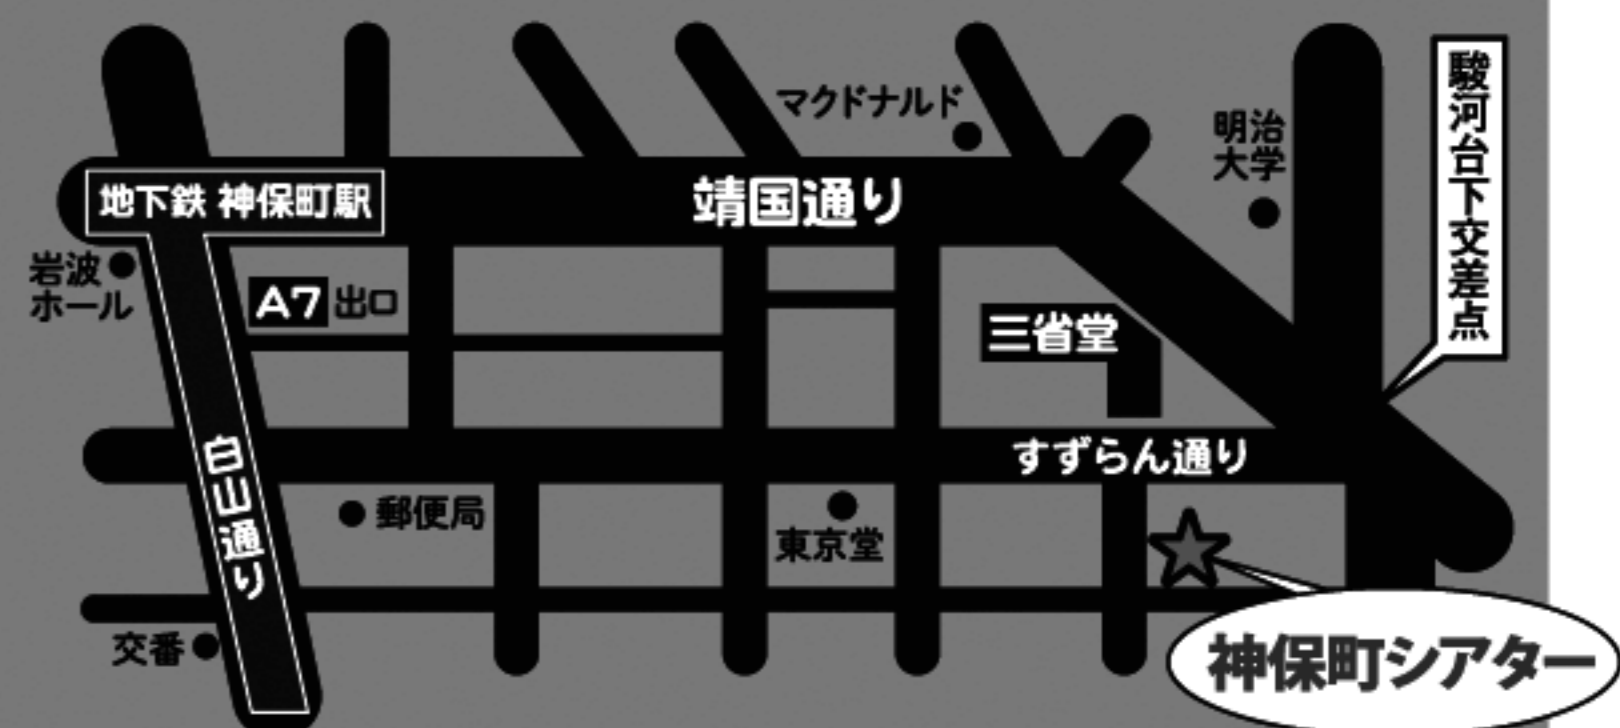 マクドナルド
明治
大学
駿河台下交差点
地下鉄 神保町駅
靖国通り
岩波
ホール
A7 出口
三省堂
白山通り
すずらん通り
郵便局
東京堂
交番
神保町シアター